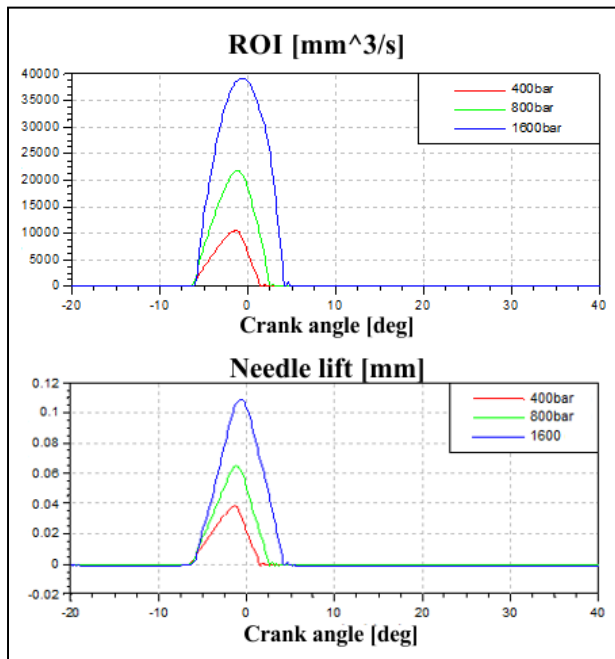 ROI [mm^3/s]
40000
35000
30000
25000
20000
15000
10000
5000
0
400bar
800bar
1600bar
-20 -10 0 10 20 30 40
Crank angle [deg]
Needle lift [mm]
0.12
0.1
0.08
0.06
0.04
0.02
0
-0.02
400bar
800bar
1600
-20 -10 0 10 20 30 40
Crank angle [deg]